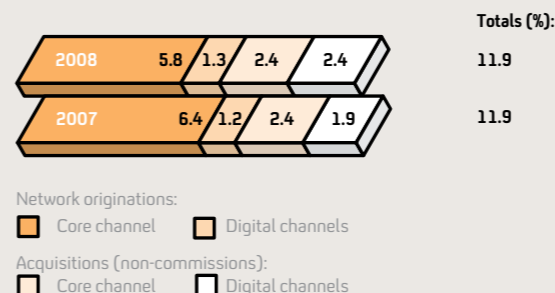 Totals (%):
2008 5.8 1.3 2.4 2.4 11.9
2007 6.4 1.2 2.4 1.9 11.9
Network originations:
Core channel Digital channels
Acquisitions (non-commissions):
Core channel Digital channels